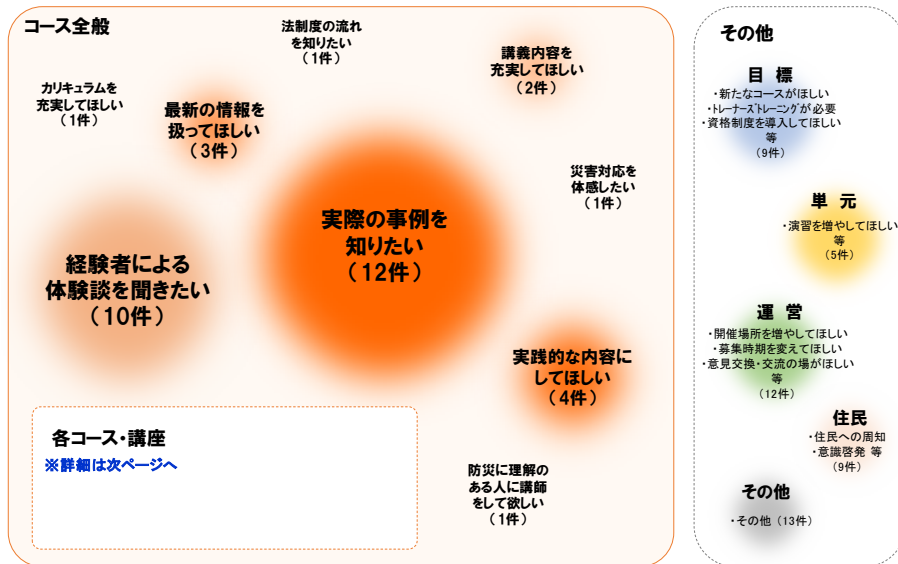 コース全般
法制度の流れ
を知りたい
（1件）
講義内容を
充実してほしい
（2件）
カリキュラムを
充実してほしい
（1件）
最新の情報を
扱ってほしい
（3件）
災害対応を
体感したい
（1件）
実際の事例を
知りたい
（12件）
経験者による
体験談を聞きたい
（10件）
実践的な内容に
してほしい
（4件）
各コース・講座
※詳細は次ページへ
防災に理解の
ある人に講師
をして欲しい
（1件）
その他
目 標
・新たなコースがほしい
・トレーナーズトレーニングが必要
・資格制度を導入してほしい
等
（9件）
単 元
・演習を増やしてほしい
等
（5件）
運 営
・開催場所を増やしてほしい
・募集時期を変えてほしい
・意見交換・交流の場がほしい
等
（12件）
住民
・住民への周知
・意識啓発 等
（9件）
その他
・その他（13件）